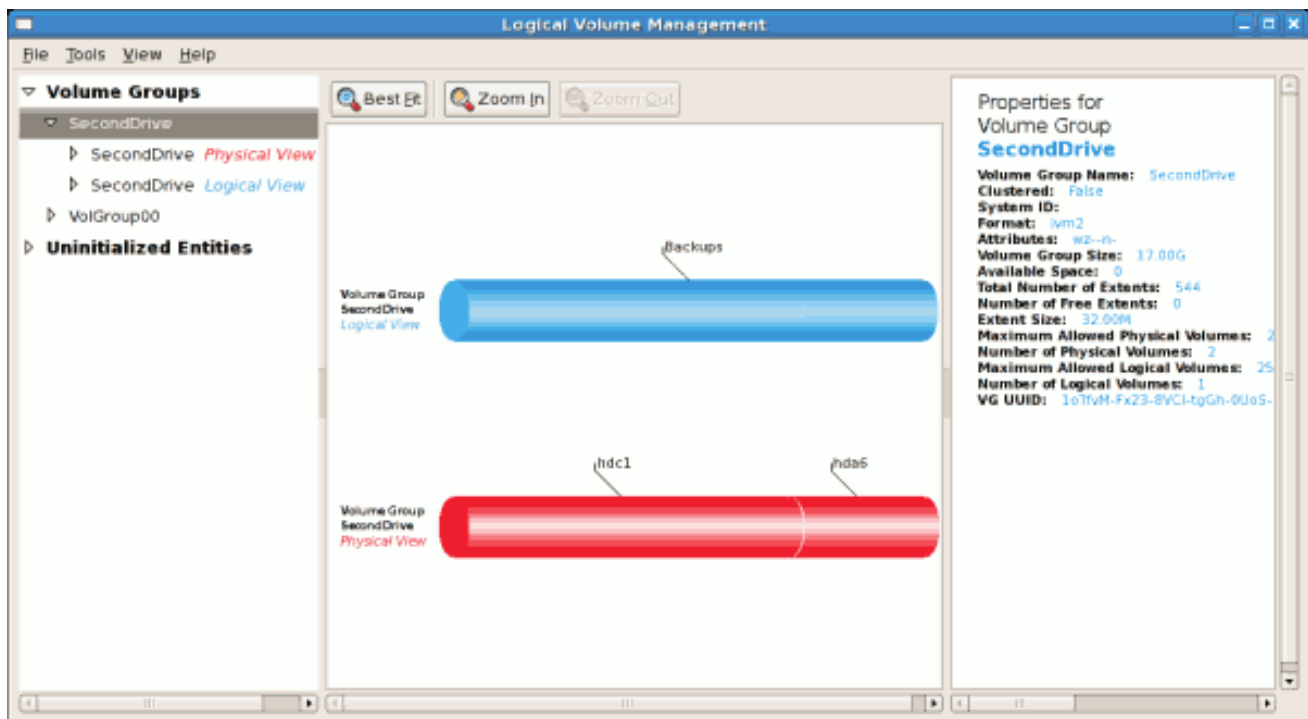 Logical Volume Management
File Tools View Help
Volume Groups
SecondDrive
SecondDrive Physical View
SecondDrive Logical View
VolGroup00
Uninitialized Entities
Best Fit Zoom In Zoom Out
Backups
Volume Group
SecondDrive
Logical View
hdc1 hda6
Volume Group
SecondDrive
Physical View
Properties for
Volume Group
SecondDrive
Volume Group Name: SecondDrive
Clustered: False
System ID:
Format: lvm2
Attributes: wz--n-
Volume Group Size: 17.00G
Available Space: 0
Total Number of Extents: 544
Number of Free Extents: 0
Extent Size: 32.00M
Maximum Allowed Physical Volumes: 2
Number of Physical Volumes: 2
Maximum Allowed Logical Volumes: 25
Number of Logical Volumes: 1
VG UUID: